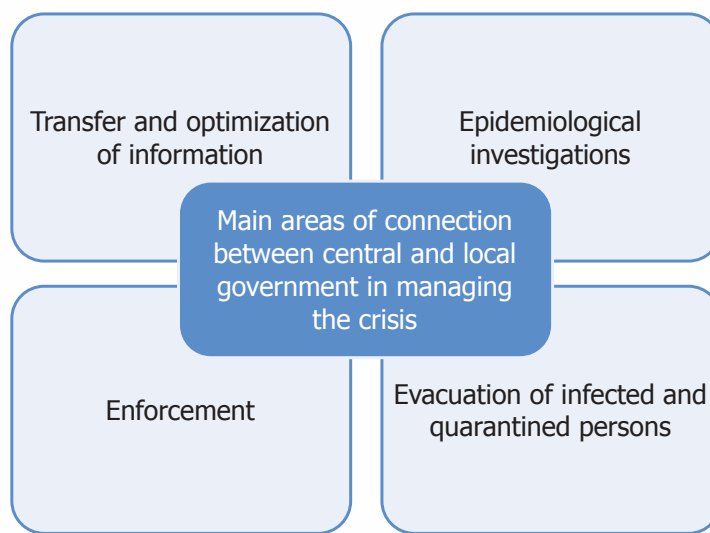 Transfer and optimization
of information
Epidemiological
investigations
Main areas of connection
between central and local
government in managing
the crisis
Enforcement
Evacuation of infected and
quarantined persons